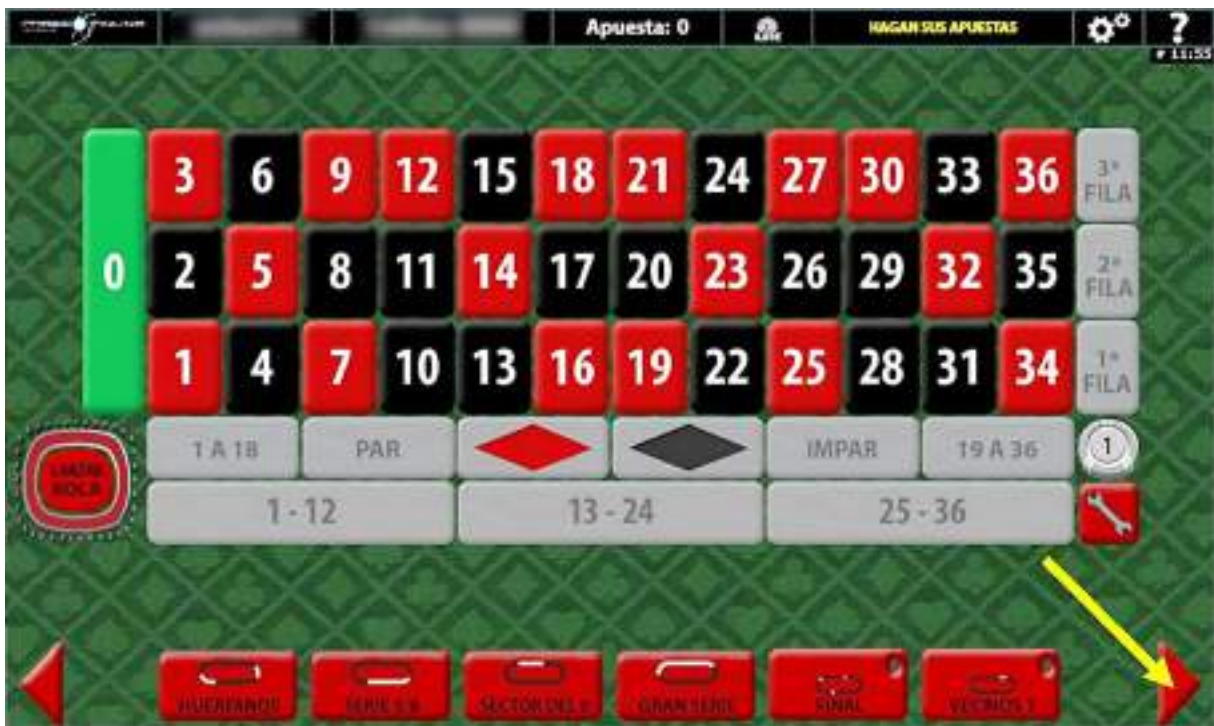 Apuesta: 0
HAGAN SUS APUESTAS
?
# 11:55
3 6 9 12 15 18 21 24 27 30 33 36
3ª FILA
0
2 5 8 11 14 17 20 23 26 29 32 35
2ª FILA
1 4 7 10 13 16 19 22 25 28 31 34
1ª FILA
1 A 18 PAR IMPAR 19 A 36
1
1 - 12 13 - 24 25 - 36
HUERFANOS SERIE 5/8 SECTOR DEL 0 GRAN SERIE FINAL VECINOS